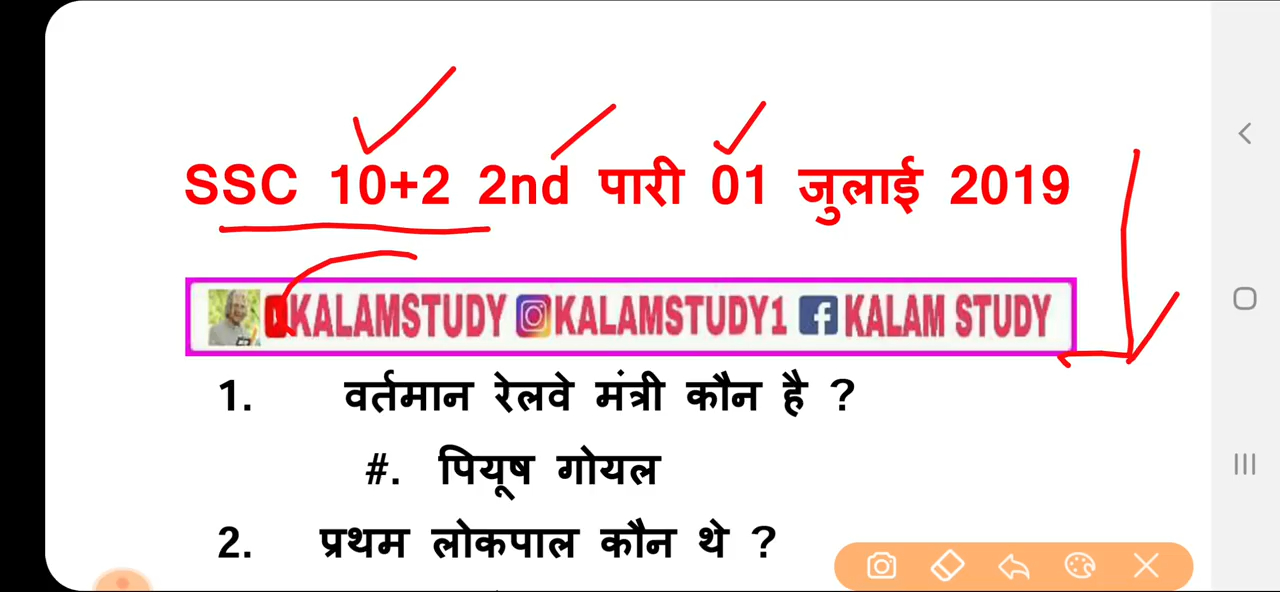 SSC 10+2 2nd पारी 01 जुलाई 2019
KALAMSTUDY KALAMSTUDY1 KALAM STUDY
1. वर्तमान रेलवे मंत्री कौन है ?
#. पियूष गोयल
2. प्रथम लोकपाल कौन थे ?